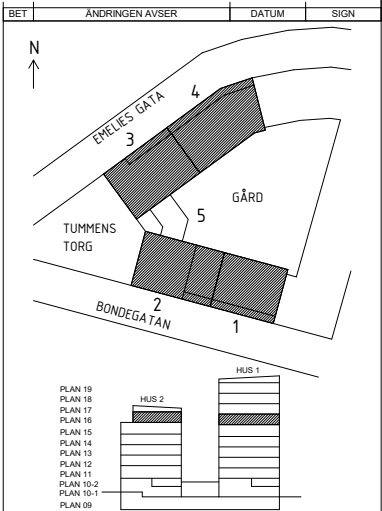 BET ÄNDRINGEN AVSER DATUM SIGN
N
EMELIES GATA
4
3
GÅRD
5
TUMMENS
TORG
BONDEGATAN
2
1
HUS 1
HUS 2
PLAN 19
PLAN 18
PLAN 17
PLAN 16
PLAN 15
PLAN 14
PLAN 13
PLAN 12
PLAN 11
PLAN 10-2
PLAN 10-1
PLAN 09